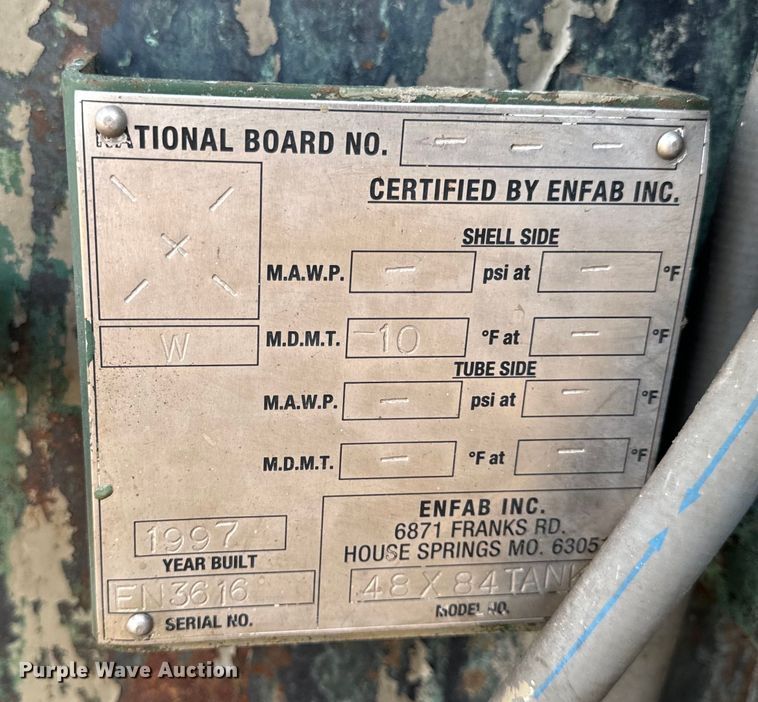 NATIONAL BOARD NO. - - -
CERTIFIED BY ENFAB INC.
SHELL SIDE
M.A.W.P. - psi at - °F
W
M.D.M.T. -10 °F at - °F
TUBE SIDE
M.A.W.P. - psi at - °F
M.D.M.T. - °F at - °F
1997
YEAR BUILT
EN3616
SERIAL NO.
ENFAB INC.
6871 FRANKS RD.
HOUSE SPRINGS MO. 6305
48 X 84 TANK
MODEL NO.
Purple Wave Auction